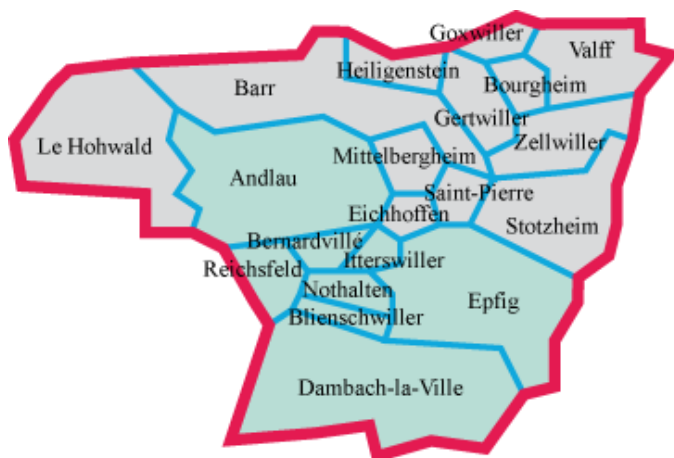 Goxwiller
Valff
Heiligenstein
Bourgheim
Barr
Gertwiller
Zellwiller
Le Hohwald
Mittelbergheim
Andlau
Saint-Pierre
Eichhoffen
Stotzheim
Bernardvillé
Itterswiller
Reichsfeld
Nothalten
Epfig
Blienschwiller
Dambach-la-Ville